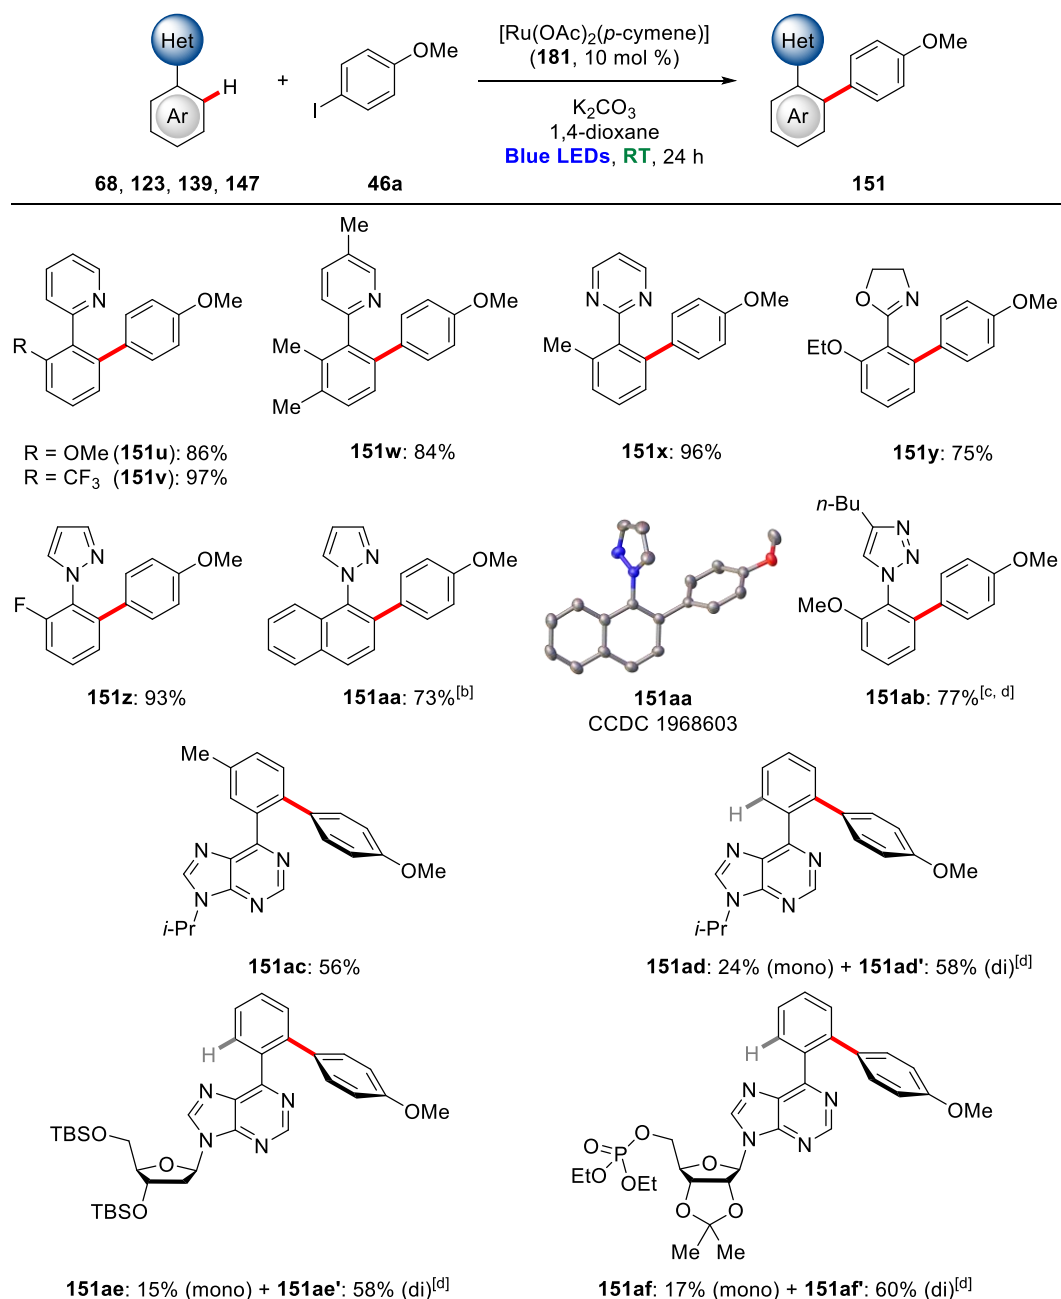 Het
H
Ar
+
OMe
I
[Ru(OAc)2(p-cymene)]
(181, 10 mol %)
K2CO3
1,4-dioxane
Blue LEDs, RT, 24 h
Het
OMe
Ar
68, 123, 139, 147
46a
151
N
OMe
R
R = OMe (151u): 86%
R = CF3 (151v): 97%
Me
N
OMe
Me
Me
151w: 84%
N
N
OMe
Me
151x: 96%
O
N
OMe
EtO
151y: 75%
N
N
OMe
F
151z: 93%
N
N
OMe
151aa: 73%[b]
151aa
CCDC 1968603
n-Bu
N
N
N
OMe
MeO
151ab: 77%[c, d]
Me
N
N
OMe
N
N
i-Pr
151ac: 56%
H
N
N
OMe
N
N
i-Pr
151ad: 24% (mono) + 151ad': 58% (di)[d]
H
N
N
OMe
TBSO
N
N
O
TBSO
151ae: 15% (mono) + 151ae': 58% (di)[d]
H
N
N
OMe
O
N
N
O
P
O
EtO
OEt
O
O
Me
Me
151af: 17% (mono) + 151af': 60% (di)[d]